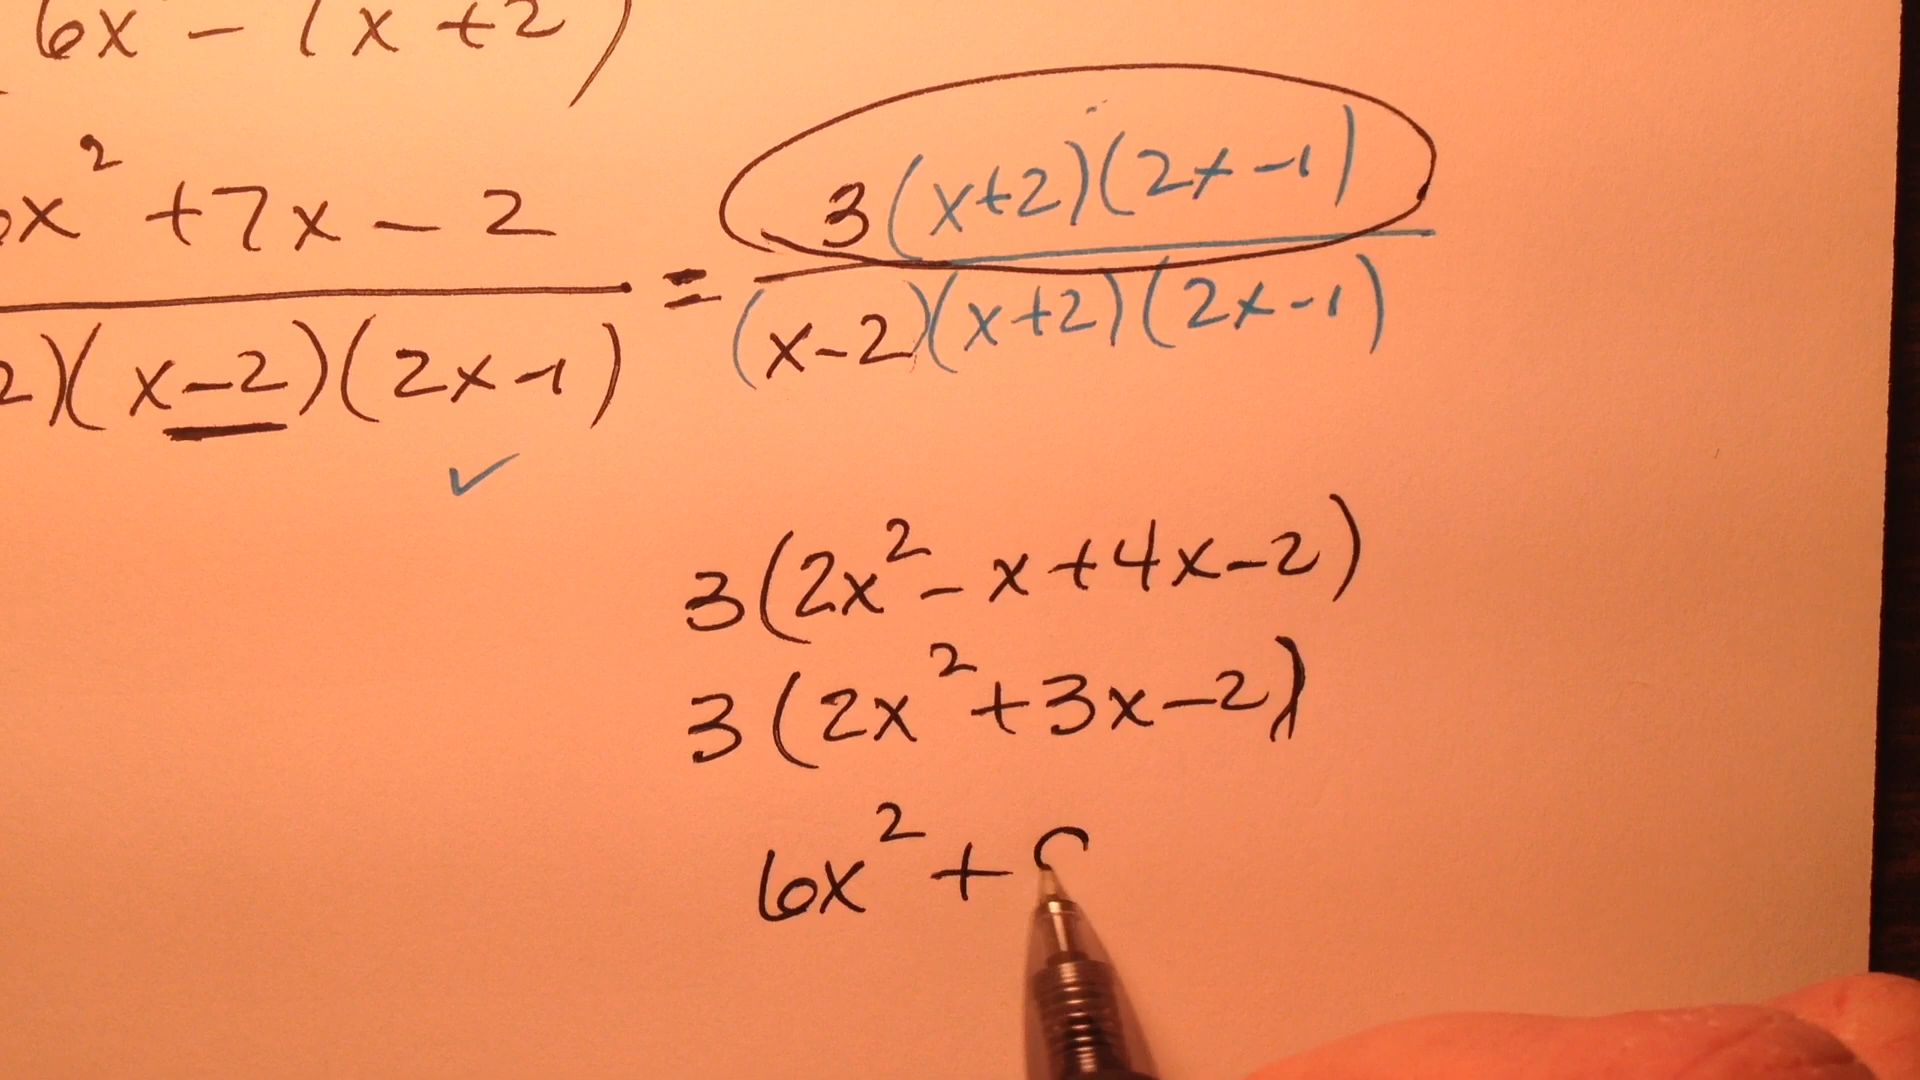 6x - (x + 2)
x² + 7x - 2 = 3(x+2)(2x-1)
2)(x-2)(2x-1) (x-2)(x+2)(2x-1)
✓
3(2x² - x + 4x - 2)
3(2x² + 3x - 2)
6x² +